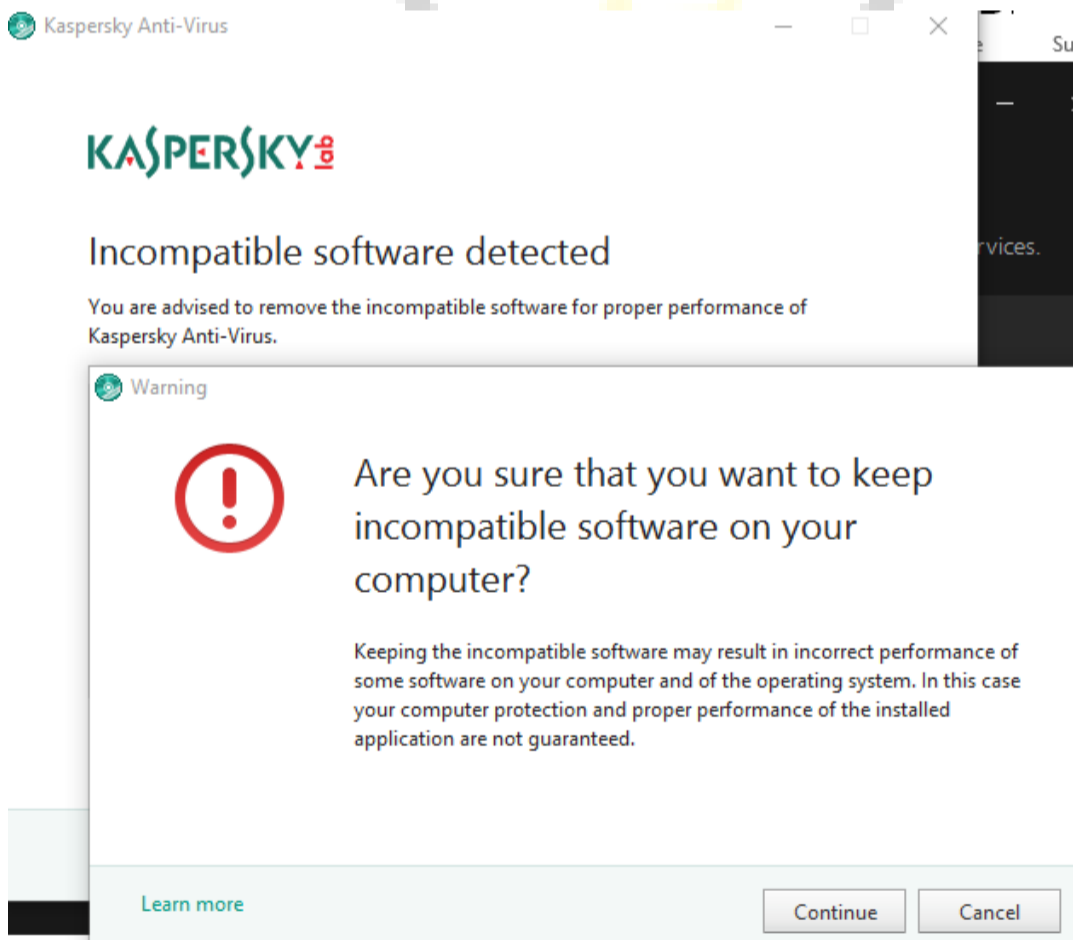 Kaspersky Anti-Virus
Su
KASPERSKY lab
rvices.
Incompatible software detected
You are advised to remove the incompatible software for proper performance of
Kaspersky Anti-Virus.
Warning
Are you sure that you want to keep
incompatible software on your
computer?
Keeping the incompatible software may result in incorrect performance of
some software on your computer and of the operating system. In this case
your computer protection and proper performance of the installed
application are not guaranteed.
Learn more
Continue
Cancel